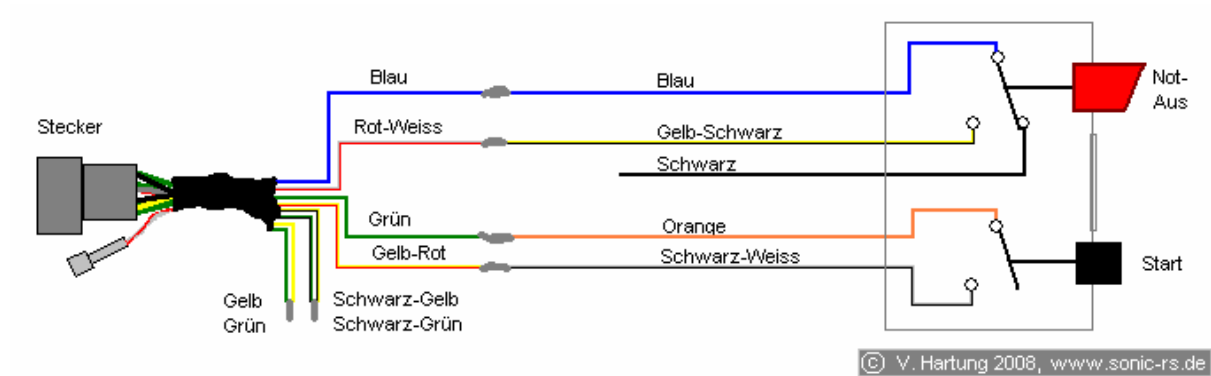 Blau
Blau
Not-
Aus
Stecker
Rot-Weiss
Gelb-Schwarz
Schwarz
Grün
Orange
Gelb-Rot
Schwarz-Weiss
Start
Gelb
Grün
Schwarz-Gelb
Schwarz-Grün
© V. Hartung 2008, www.sonic-rs.de